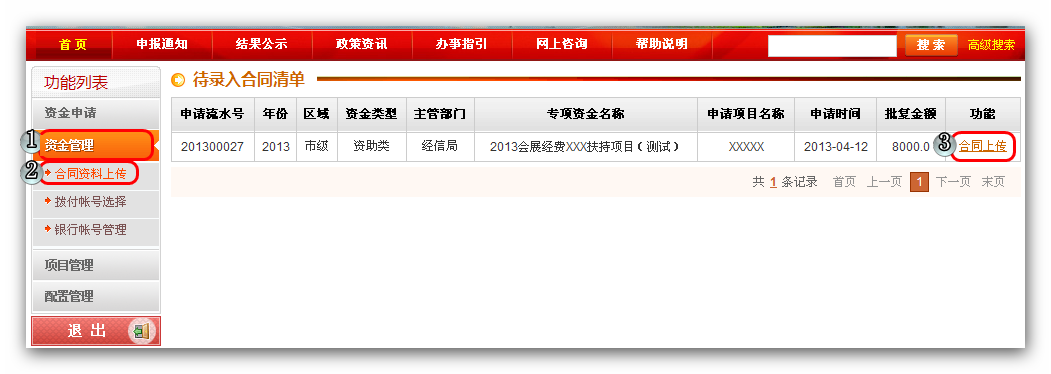 首页 申报通知 结果公示 政策资讯 办事指引 网上咨询 帮助说明 搜索 高级搜索
功能列表
待录入合同清单
资金申请
申请流水号 年份 区域 资金类型 主管部门 专项资金名称 申请项目名称 申请时间 批复金额 功能
1 资金管理
201300027 2013 市级 资助类 经信局 2013会展经费XXX扶持项目（测试） XXXXX 2013-04-12 8000.0 3 合同上传
2 合同资料上传
共 1 条记录 首页 上一页 1 下一页 末页
拨付帐号选择
银行帐号管理
项目管理
配置管理
退出